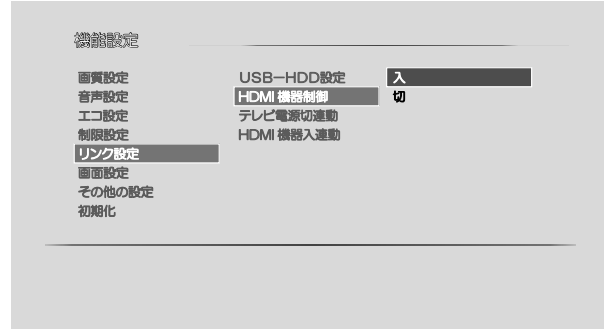 機能設定
画質設定
音声設定
エコ設定
制限設定
リンク設定
画面設定
その他の設定
初期化
USB-HDD設定
HDMI 機器制御
テレビ電源切連動
HDMI 機器入連動
入
切